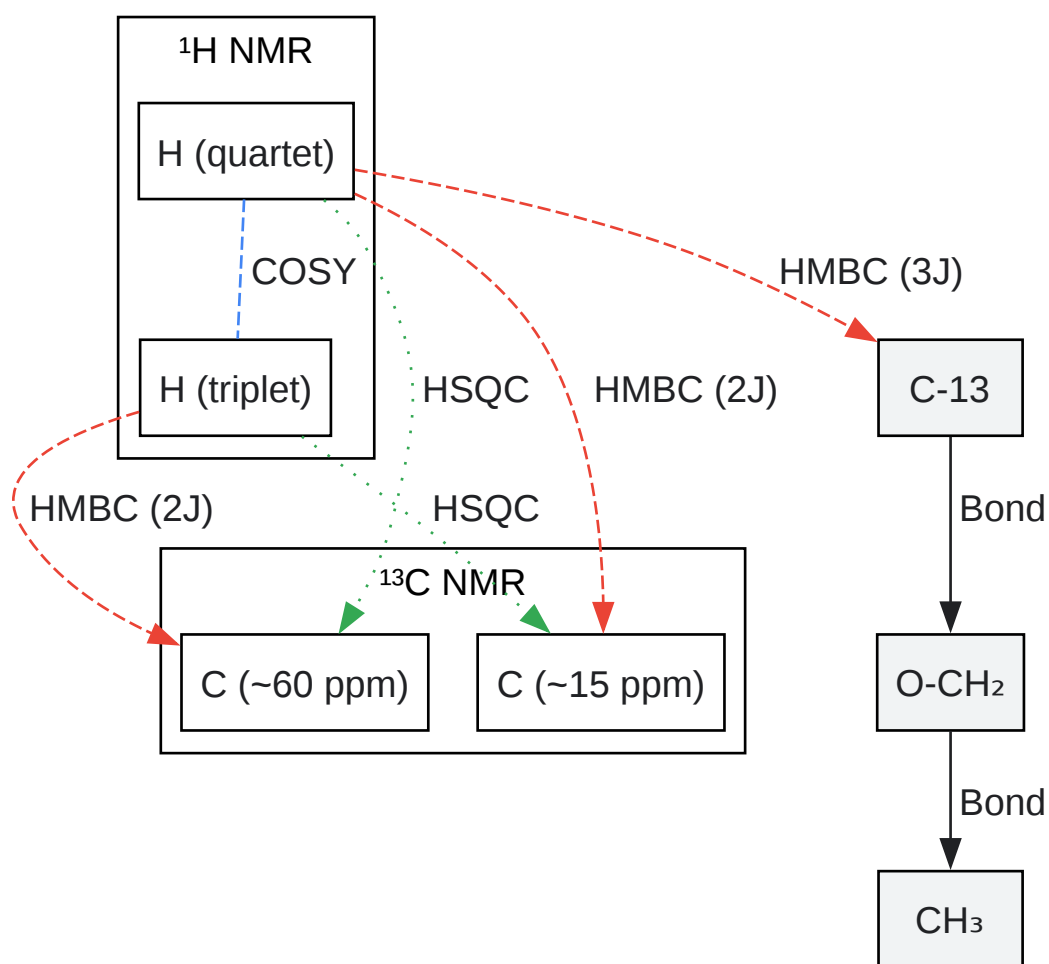 ¹H NMR
H (quartet)
COSY
HMBC (3J)
H (triplet)
HSQC
HMBC (2J)
C-13
HMBC (2J)
HSQC
Bond
¹³C NMR
C (~60 ppm)
C (~15 ppm)
O-CH₂
Bond
CH₃